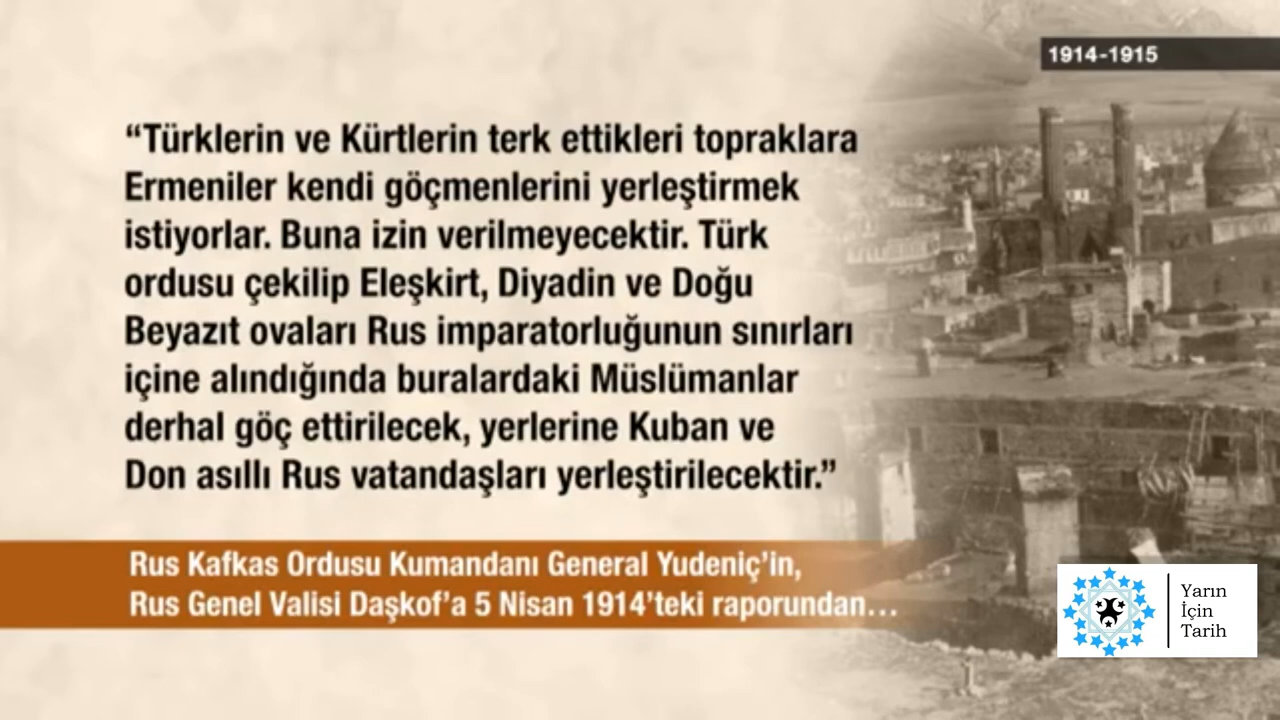 1914-1915
“Türklerin ve Kürtlerin terk ettikleri topraklara
Ermeniler kendi göçmenlerini yerleştirmek
istiyorlar. Buna izin verilmeyecektir. Türk
ordusu çekilip Eleşkirt, Diyadin ve Doğu
Beyazıt ovaları Rus imparatorluğunun sınırları
içine alındığında buralardaki Müslümanlar
derhal göç ettirilecek, yerlerine Kuban ve
Don asıllı Rus vatandaşları yerleştirilecektir.”
Rus Kafkas Ordusu Kumandanı General Yudeniç’in,
Rus Genel Valisi Daşkof’a 5 Nisan 1914’teki raporundan…
Yarın
İçin
Tarih